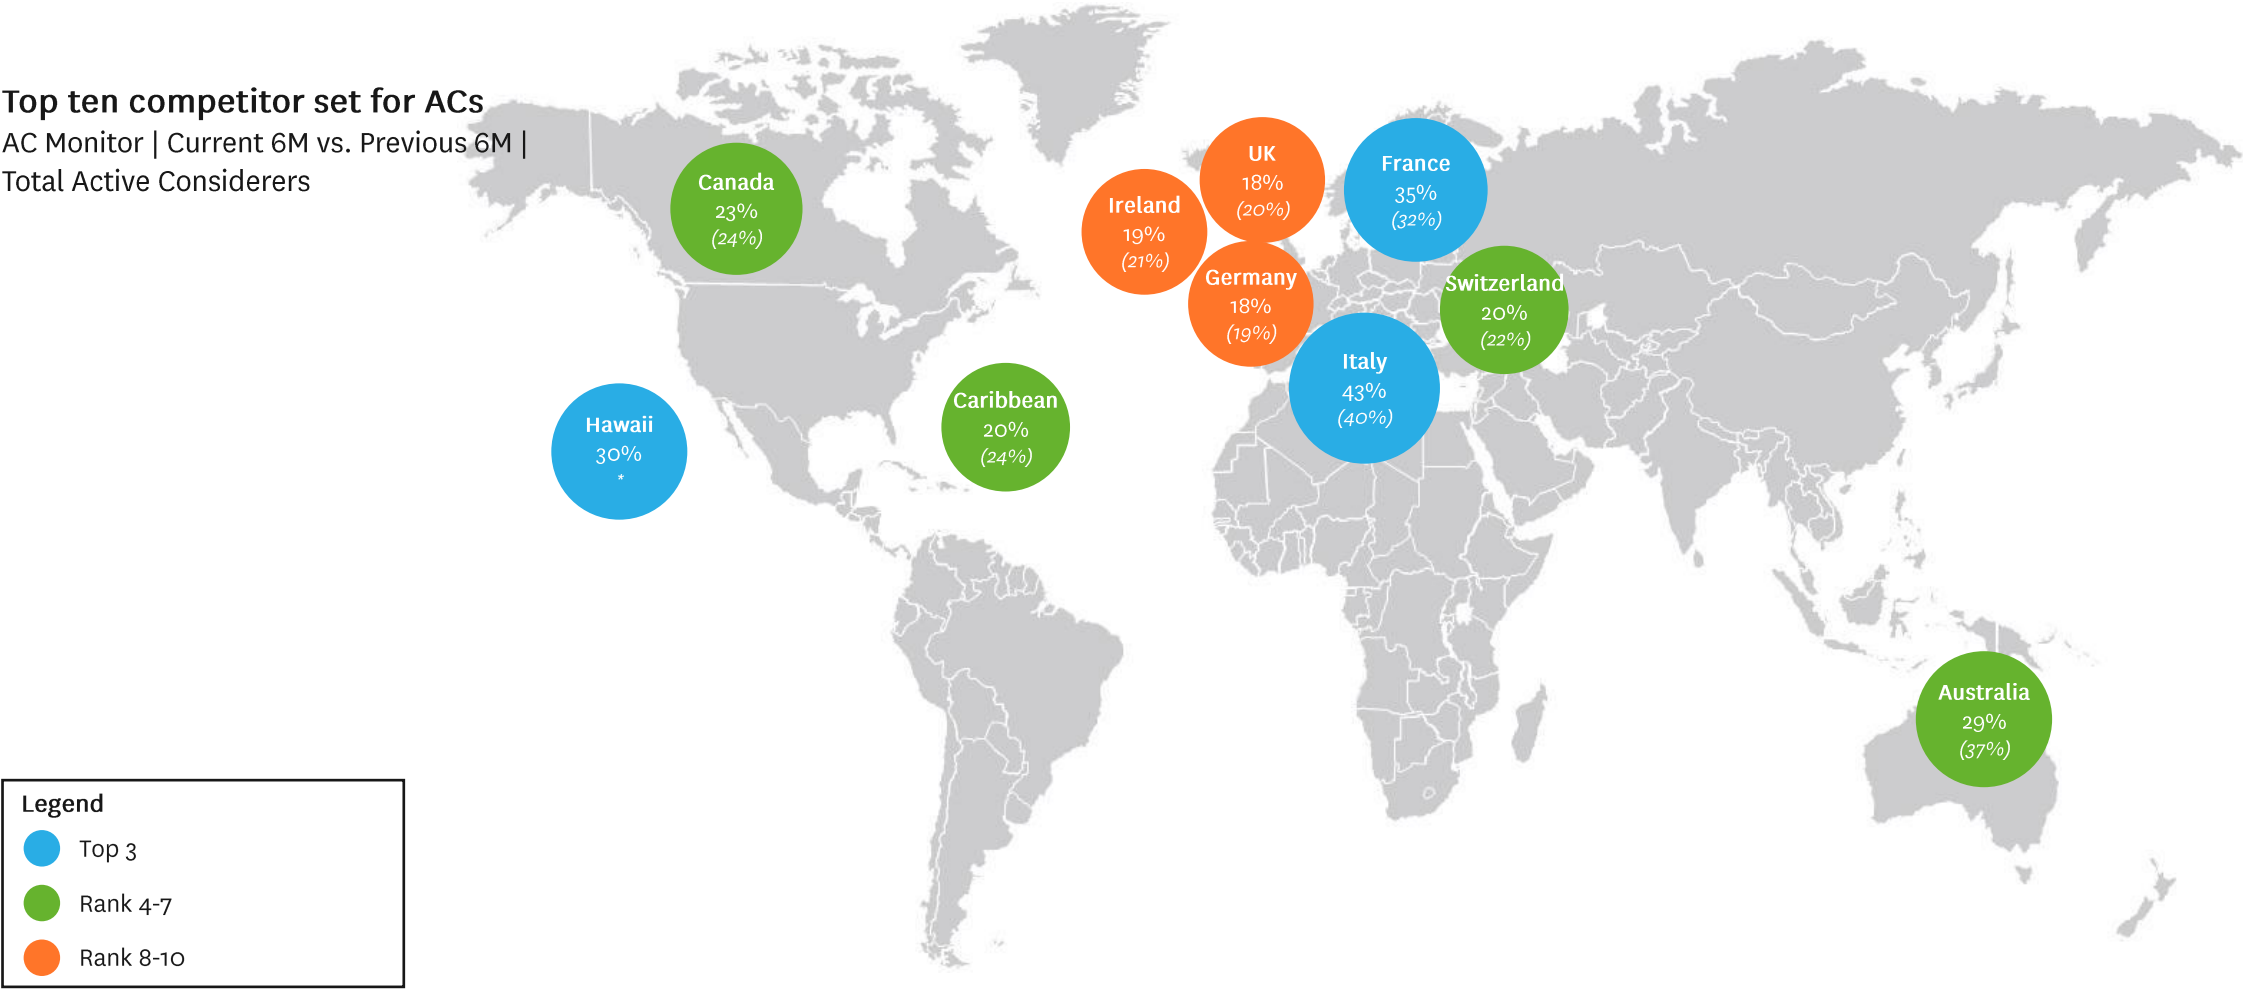 Top ten competitor set for ACs
AC Monitor | Current 6M vs. Previous 6M |
Total Active Considerers
Canada
23%
(24%)
Hawaii
30%
*
Caribbean
20%
(24%)
Ireland
19%
(21%)
UK
18%
(20%)
Germany
18%
(19%)
France
35%
(32%)
Switzerland
20%
(22%)
Italy
43%
(40%)
Australia
29%
(37%)
Legend
Top 3
Rank 4-7
Rank 8-10